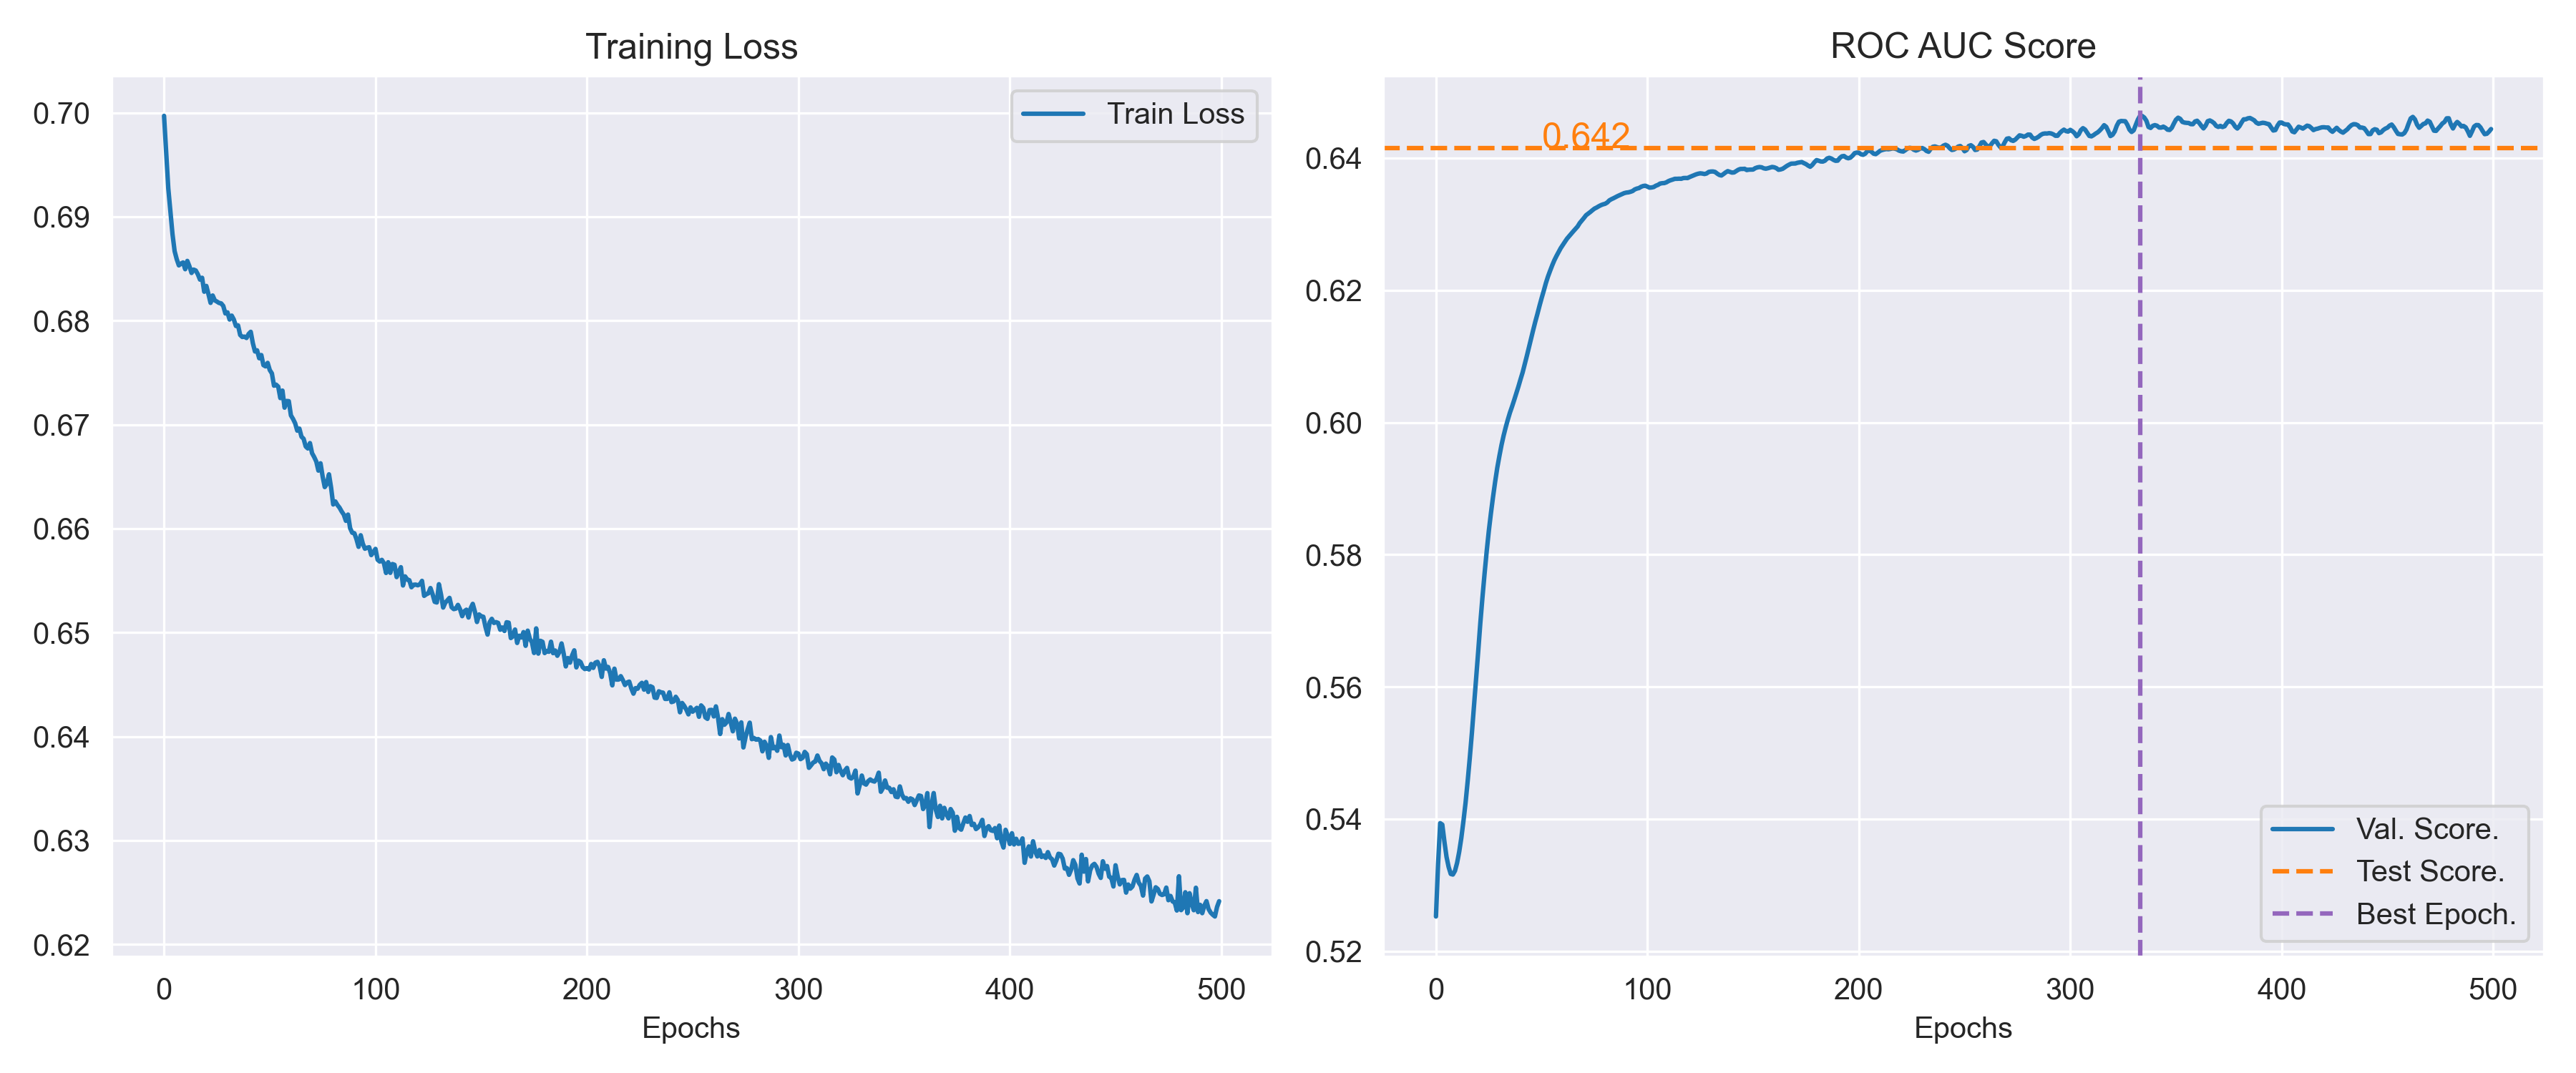 Training Loss
0.70
0.69
0.68
0.67
0.66
0.65
0.64
0.63
0.62
Train Loss
0 100 200 300 400 500
Epochs
ROC AUC Score
0.64
0.62
0.60
0.58
0.56
0.54
0.52
0.642
Val. Score.
Test Score.
Best Epoch.
0 100 200 300 400 500
Epochs